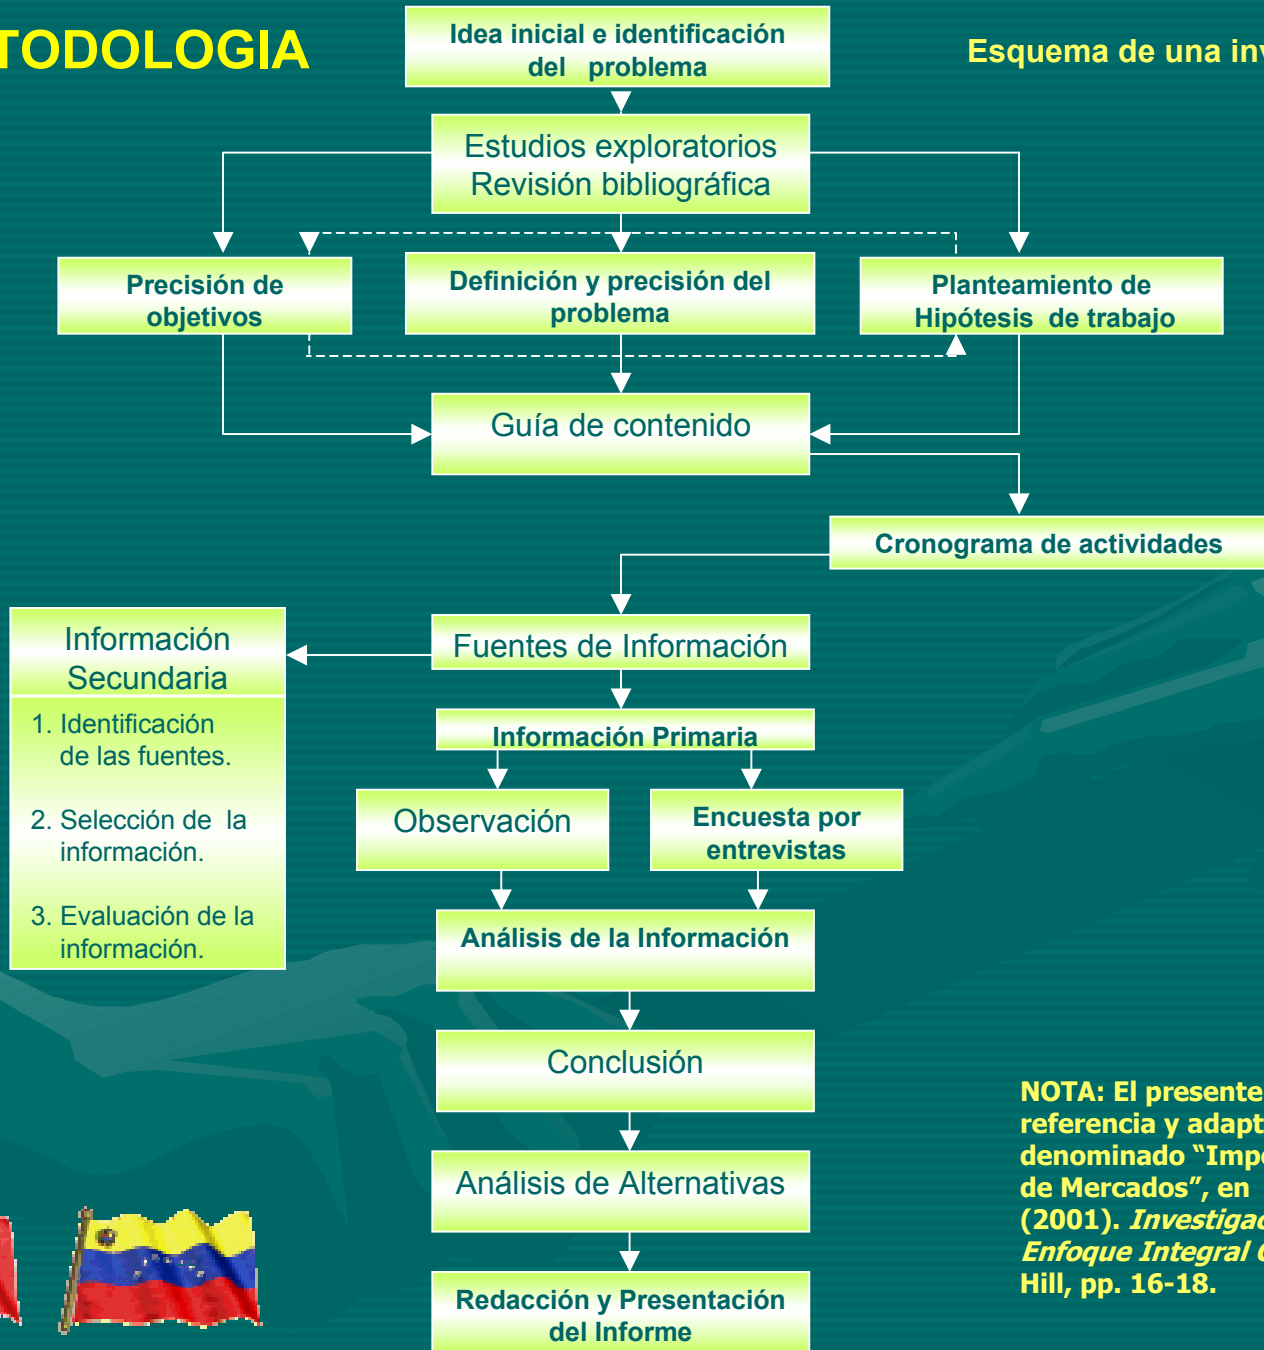 TODOLOGIA
Esquema de una inv
Idea inicial e identificación
del problema
Estudios exploratorios
Revisión bibliográfica
Precisión de
objetivos
Definición y precisión del
problema
Planteamiento de
Hipótesis de trabajo
Guía de contenido
Cronograma de actividades
Fuentes de Información
Información
Secundaria
1. Identificación
de las fuentes.
2. Selección de la
información.
3. Evaluación de la
información.
Información Primaria
Observación
Encuesta por
entrevistas
Análisis de la Información
Conclusión
Análisis de Alternativas
Redacción y Presentación
del Informe
NOTA: El presente
referencia y adapt
denominado “Impo
de Mercados”, en
(2001). Investigac
Enfoque Integral
Hill, pp. 16-18.